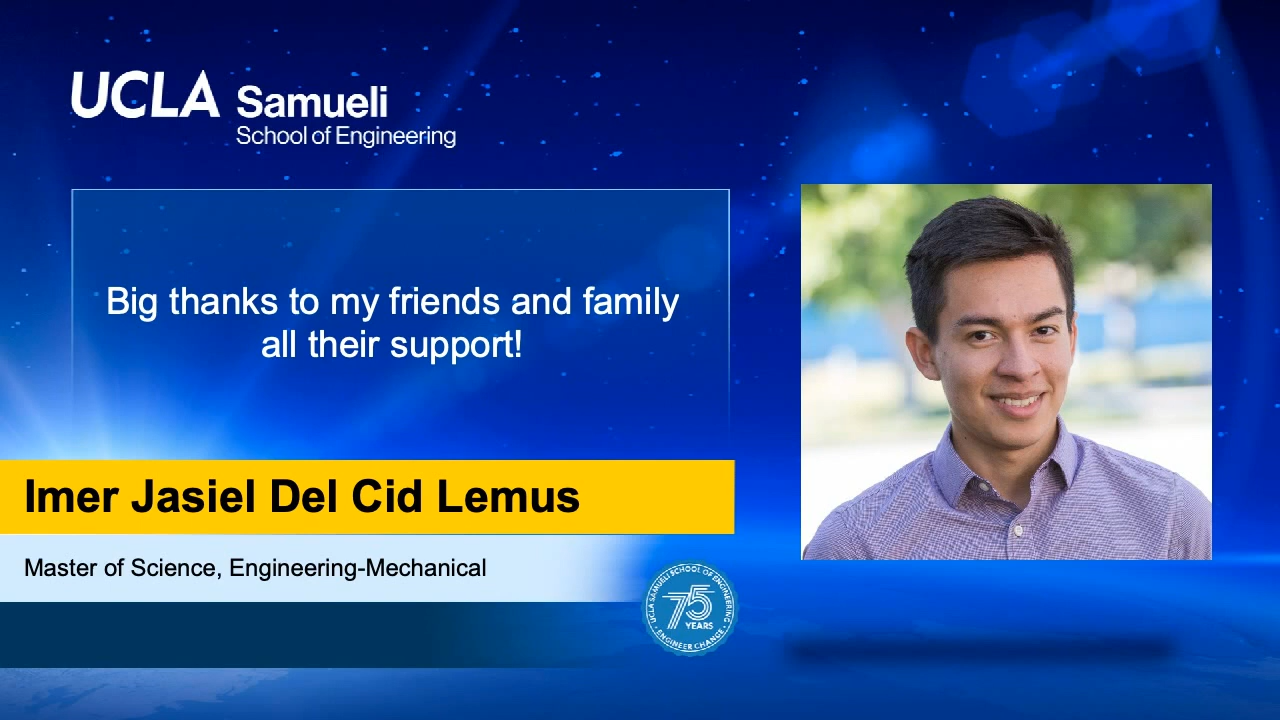 UCLA Samueli
School of Engineering
Big thanks to my friends and family
all their support!
Imer Jasiel Del Cid Lemus
Master of Science, Engineering-Mechanical
UCLA SAMUELI SCHOOL OF ENGINEERING
75
YEARS
ENGINEER CHANGE